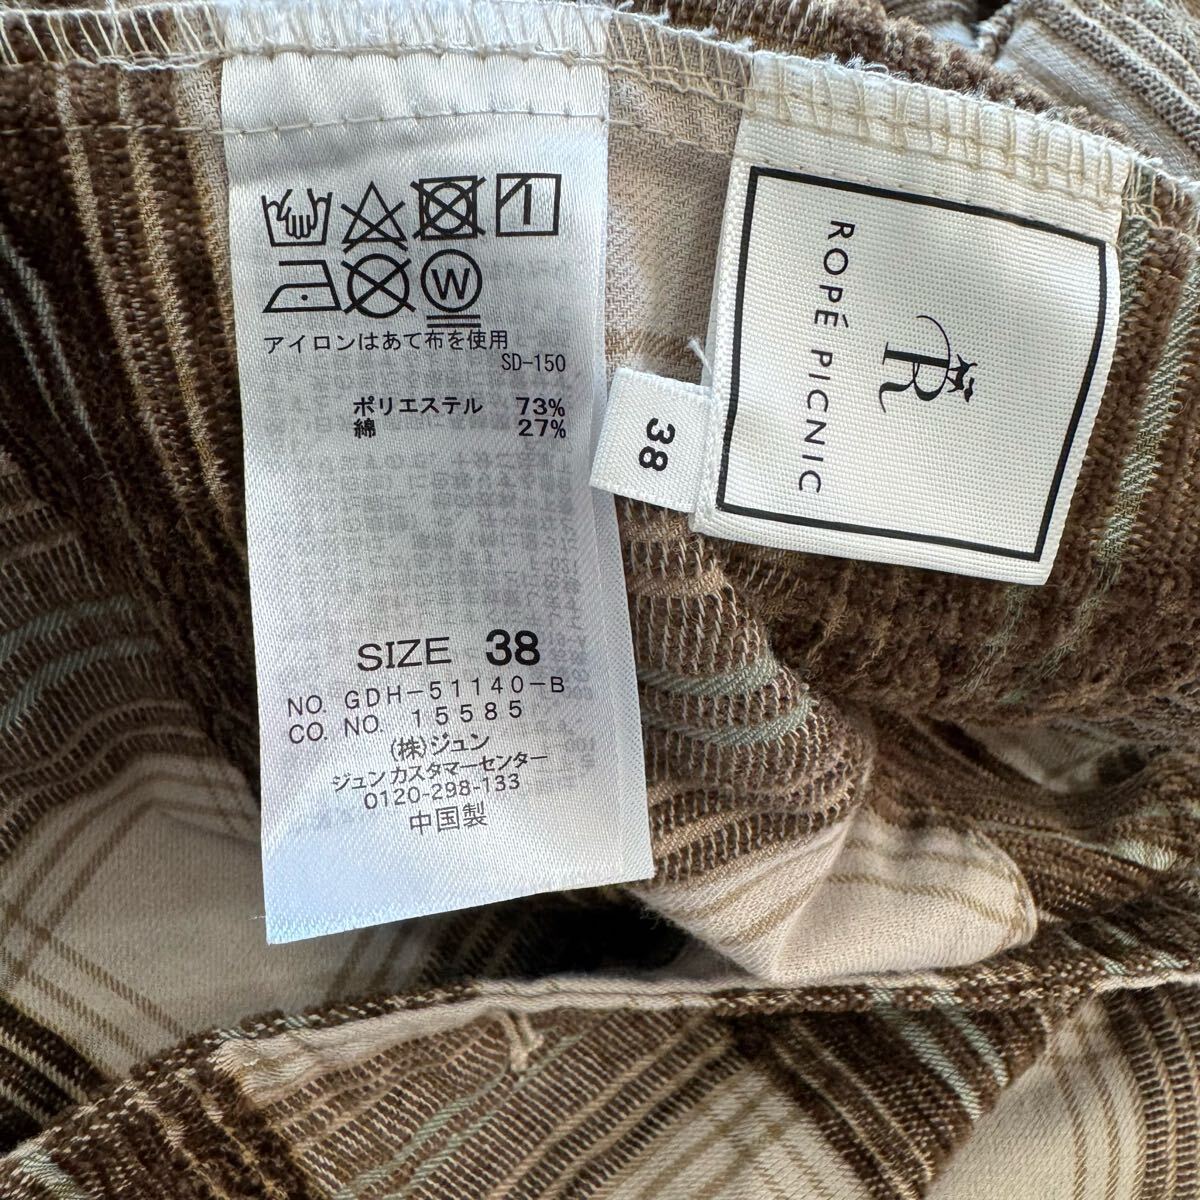 W
アイロンはあて布を使用
SD-150
ポリエステル 73%
綿 27%
SIZE 38
NO. GDH-51140-B
CO. NO. 15585
(株)ジュン
ジュンカスタマーセンター
0120-298-133
中国製
38
R
ROPÉ PICNIC